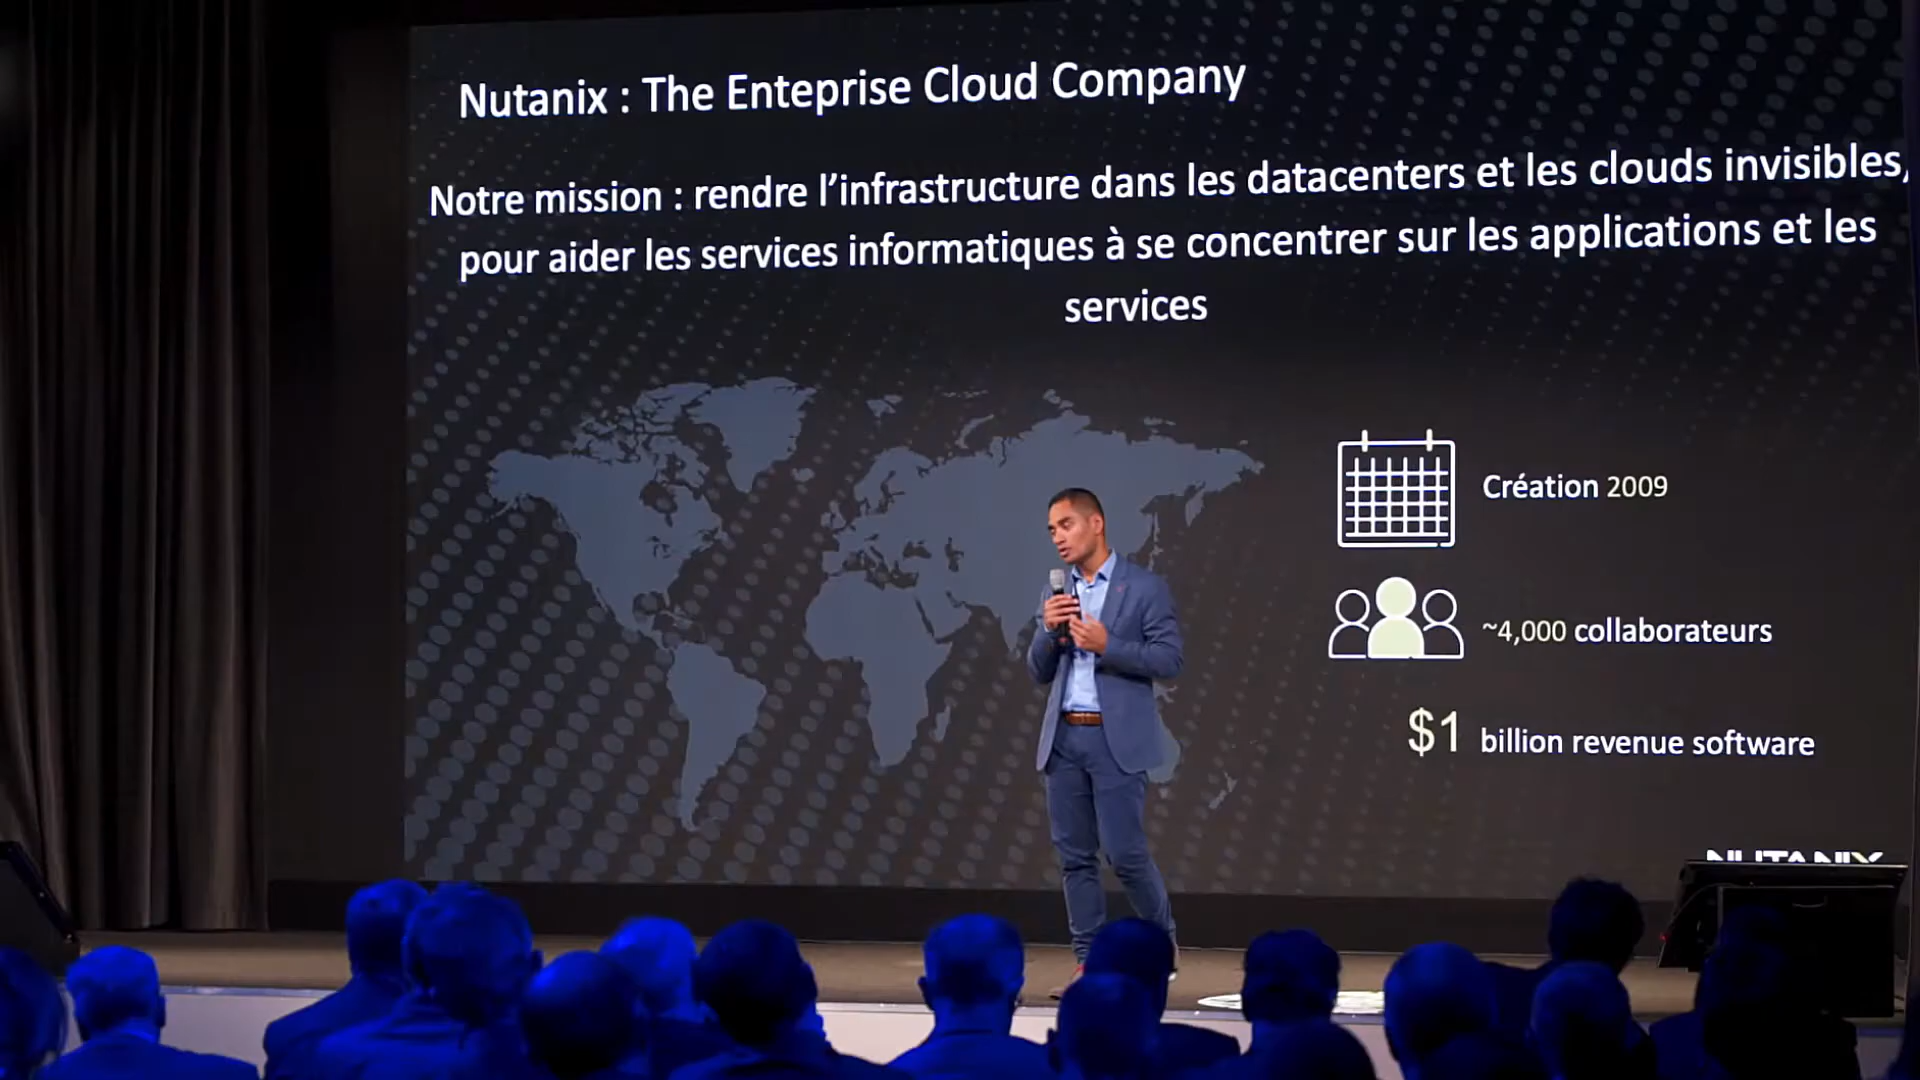 Nutanix : The Enteprise Cloud Company
Notre mission : rendre l’infrastructure dans les datacenters et les clouds invisibles,
pour aider les services informatiques à se concentrer sur les applications et les
services
Création 2009
~4,000 collaborateurs
$1 billion revenue software
NUTANIX